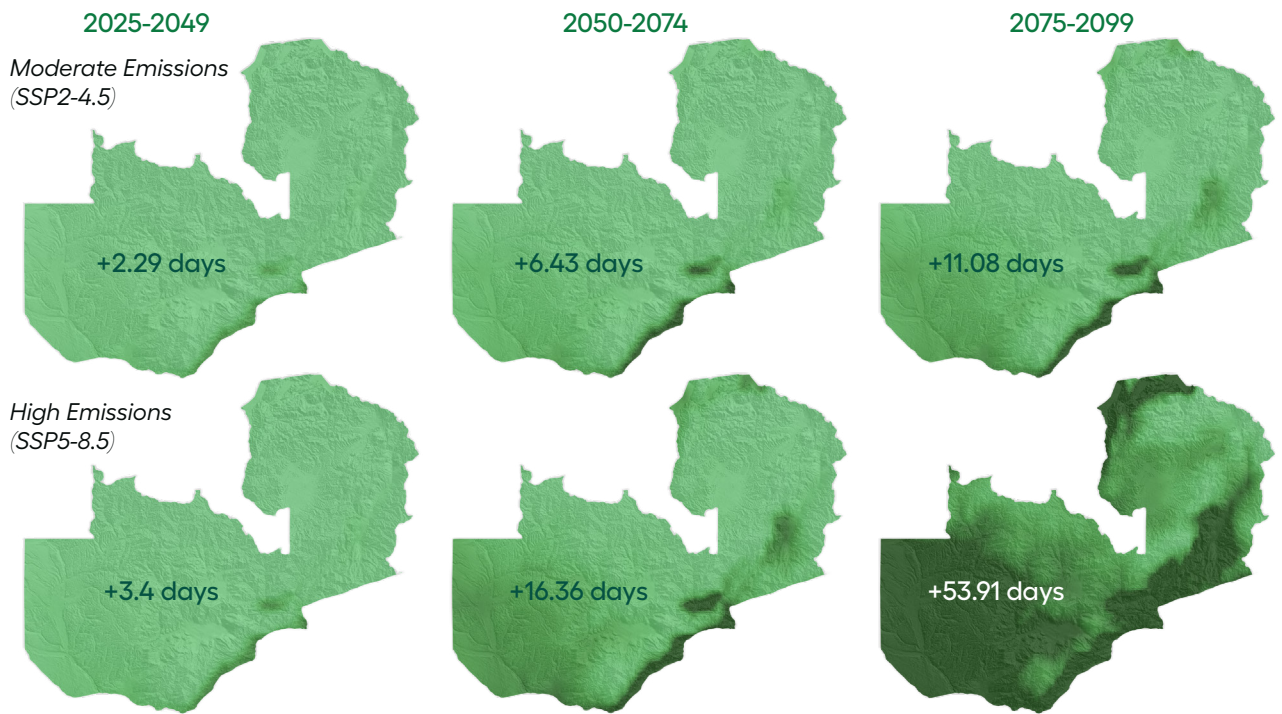 2025-2049
2050-2074
2075-2099
Moderate Emissions
(SSP2-4.5)
+2.29 days
+6.43 days
+11.08 days
High Emissions
(SSP5-8.5)
+3.4 days
+16.36 days
+53.91 days